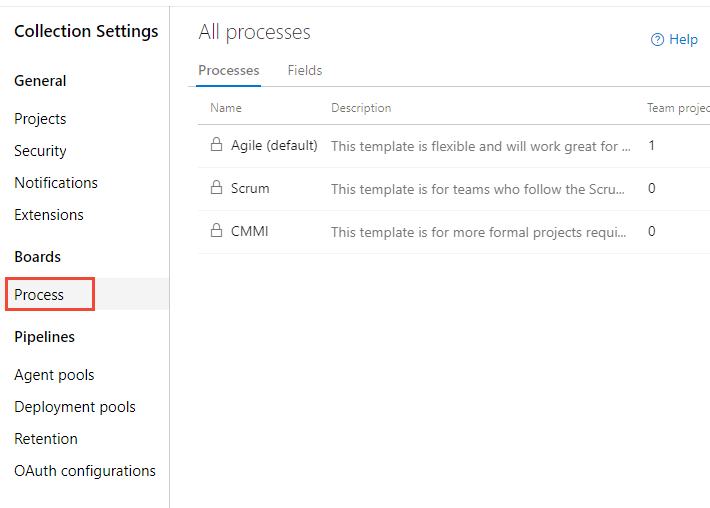 Collection Settings
General
Projects
Security
Notifications
Extensions
Boards
Process
Pipelines
Agent pools
Deployment pools
Retention
OAuth configurations
All processes
Help
Processes Fields
Name Description Team projec
Agile (default) This template is flexible and will work great for ... 1
Scrum This template is for teams who follow the Scru... 0
CMMI This template is for more formal projects requi... 0